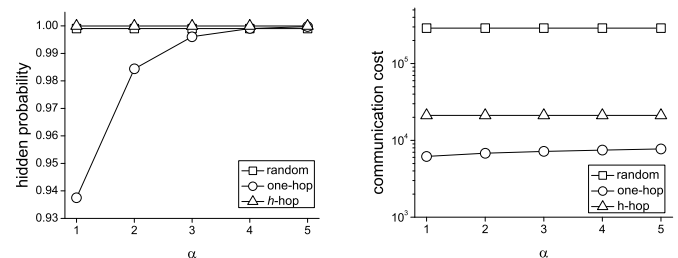 hidden probability
1.00
0.99
0.98
0.97
0.96
0.95
0.94
0.93
1
2
3
4
5
α
random
one-hop
h-hop
communication cost
10^5
10^4
10^3
1
2
3
4
5
α
random
one-hop
h-hop